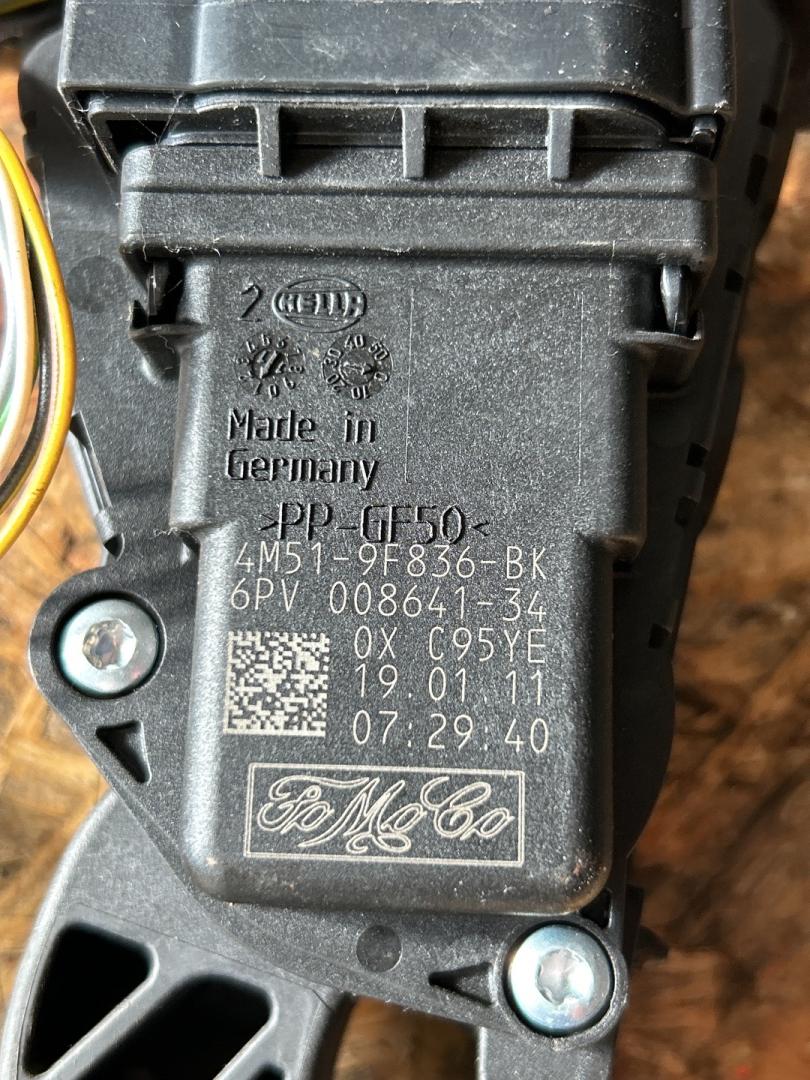 2 HELLA
Made in
Germany
>PP-GF50<
4M51-9F836-BK
6PV 008641-34
0X C95YE
19.01.11
07:29:40
FoMoCo